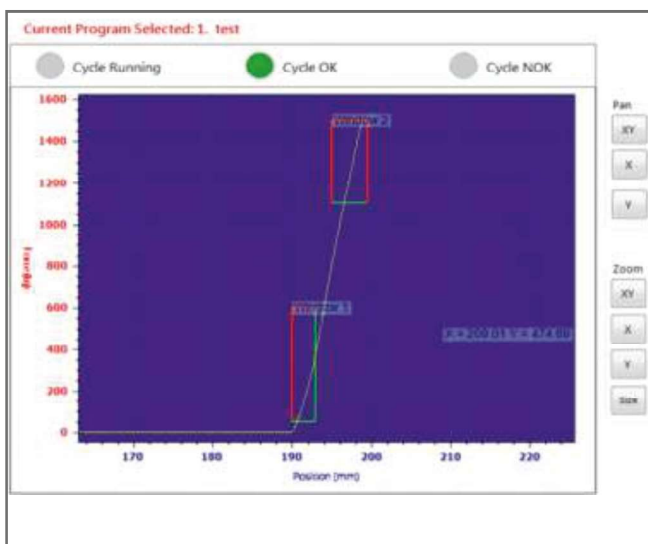 Current Program Selected: 1. test
Cycle Running
Cycle OK
Cycle NOK
1600
1400
1200
1000
800
600
400
200
0
170
180
190
200
210
220
Position (mm)
Pan
XY
X
Y
Zoom
XY
X
Y
Size